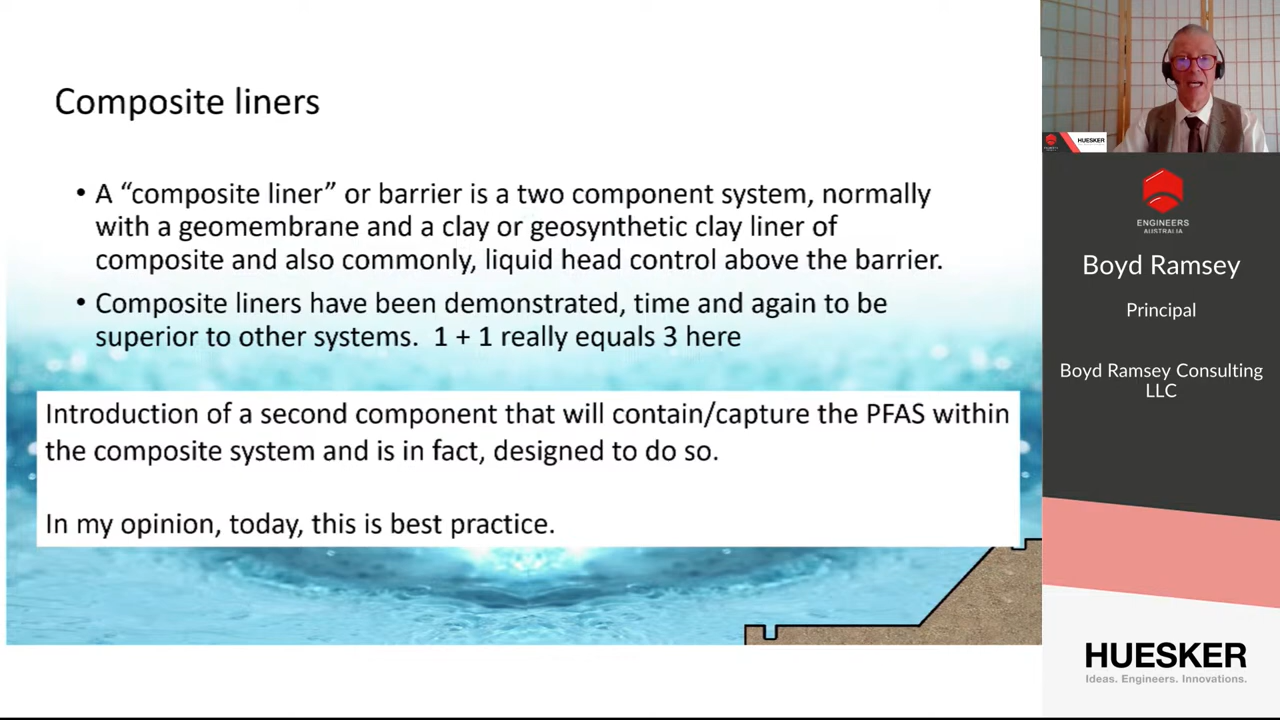 Composite liners
• A “composite liner” or barrier is a two component system, normally
with a geomembrane and a clay or geosynthetic clay liner of
composite and also commonly, liquid head control above the barrier.
• Composite liners have been demonstrated, time and again to be
superior to other systems.  1 + 1 really equals 3 here
Introduction of a second component that will contain/capture the PFAS within
the composite system and is in fact, designed to do so.
In my opinion, today, this is best practice.
HUESKER
ENGINEERS
AUSTRALIA
Boyd Ramsey
Principal
Boyd Ramsey Consulting
LLC
HUESKER
Ideas. Engineers. Innovations.